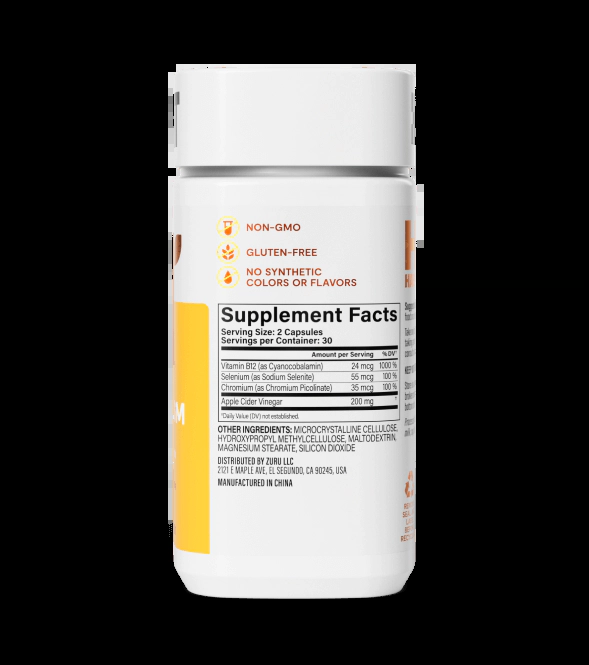 NON-GMO
GLUTEN-FREE
NO SYNTHETIC
COLORS OR FLAVORS
Supplement Facts
Serving Size: 2 Capsules
Servings per Container: 30
Amount per Serving % DV*
Vitamin B12 (as Cyanocobalamin) 24 mcg 1000 %
Selenium (as Sodium Selenite) 55 mcg 100 %
Chromium (as Chromium Picolinate) 35 mcg 100 %
Apple Cider Vinegar 200 mg *
*Daily Value (DV) not established.
OTHER INGREDIENTS: MICROCRYSTALLINE CELLULOSE,
HYDROXYPROPYL METHYLCELLULOSE, MALTODEXTRIN,
MAGNESIUM STEARATE, SILICON DIOXIDE
DISTRIBUTED BY ZURU LLC
2121 E MAPLE AVE, EL SEGUNDO, CA 90245, USA
MANUFACTURED IN CHINA